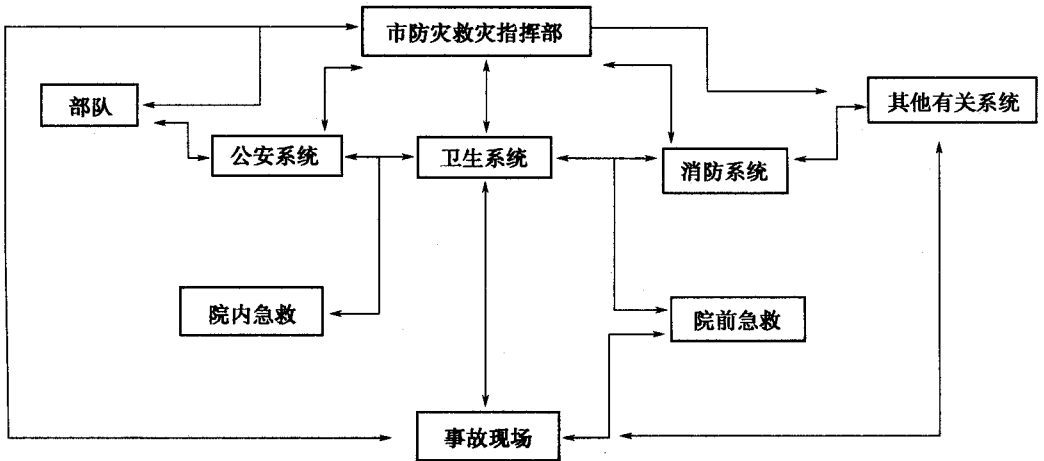 市防灾救灾指挥部
部队
其他有关系统
公安系统
卫生系统
消防系统
院内急救
院前急救
事故现场